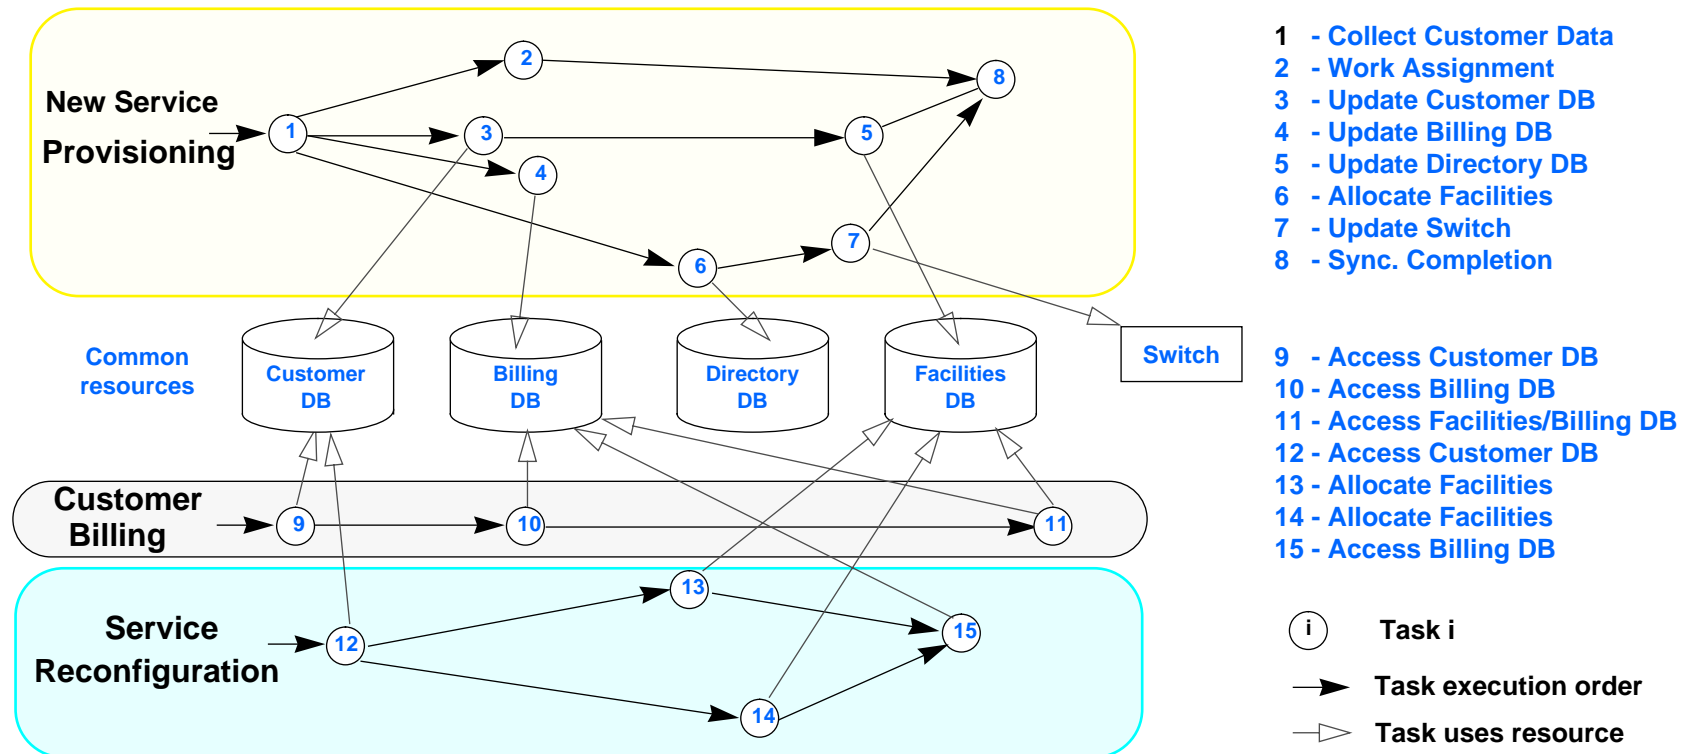 New Service
Provisioning
1
2
3
4
5
6
7
8
1 - Collect Customer Data
2 - Work Assignment
3 - Update Customer DB
4 - Update Billing DB
5 - Update Directory DB
6 - Allocate Facilities
7 - Update Switch
8 - Sync. Completion
Common
resources
Customer
DB
Billing
DB
Directory
DB
Facilities
DB
Switch
9 - Access Customer DB
10 - Access Billing DB
11 - Access Facilities/Billing DB
12 - Access Customer DB
13 - Allocate Facilities
14 - Allocate Facilities
15 - Access Billing DB
Customer
Billing
9
10
11
Service
Reconfiguration
12
13
14
15
i Task i
Task execution order
Task uses resource